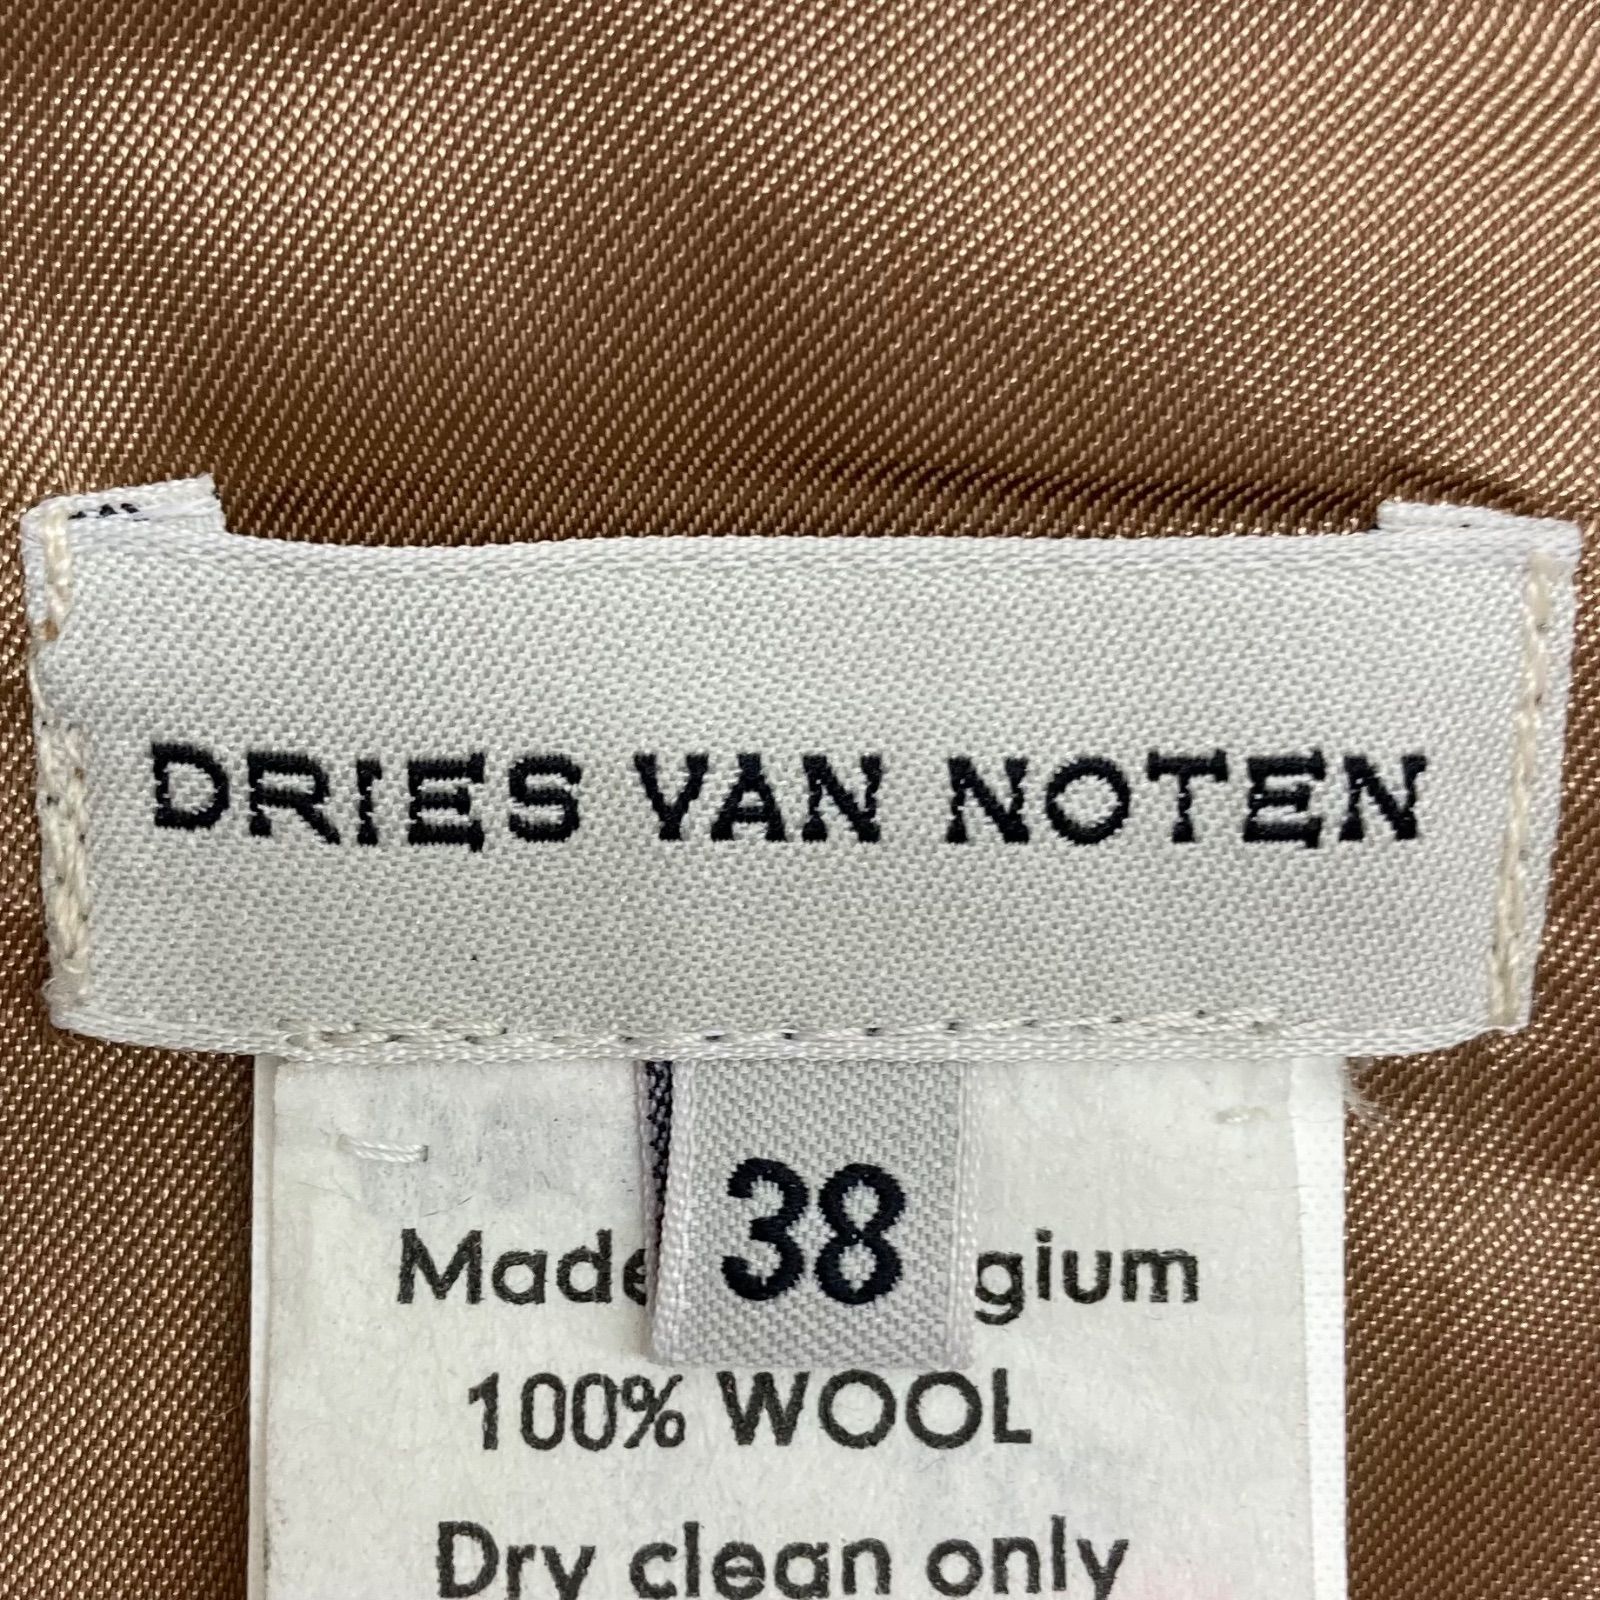 DRIES VAN NOTEN
38
Made gium
100% WOOL
Dry clean only